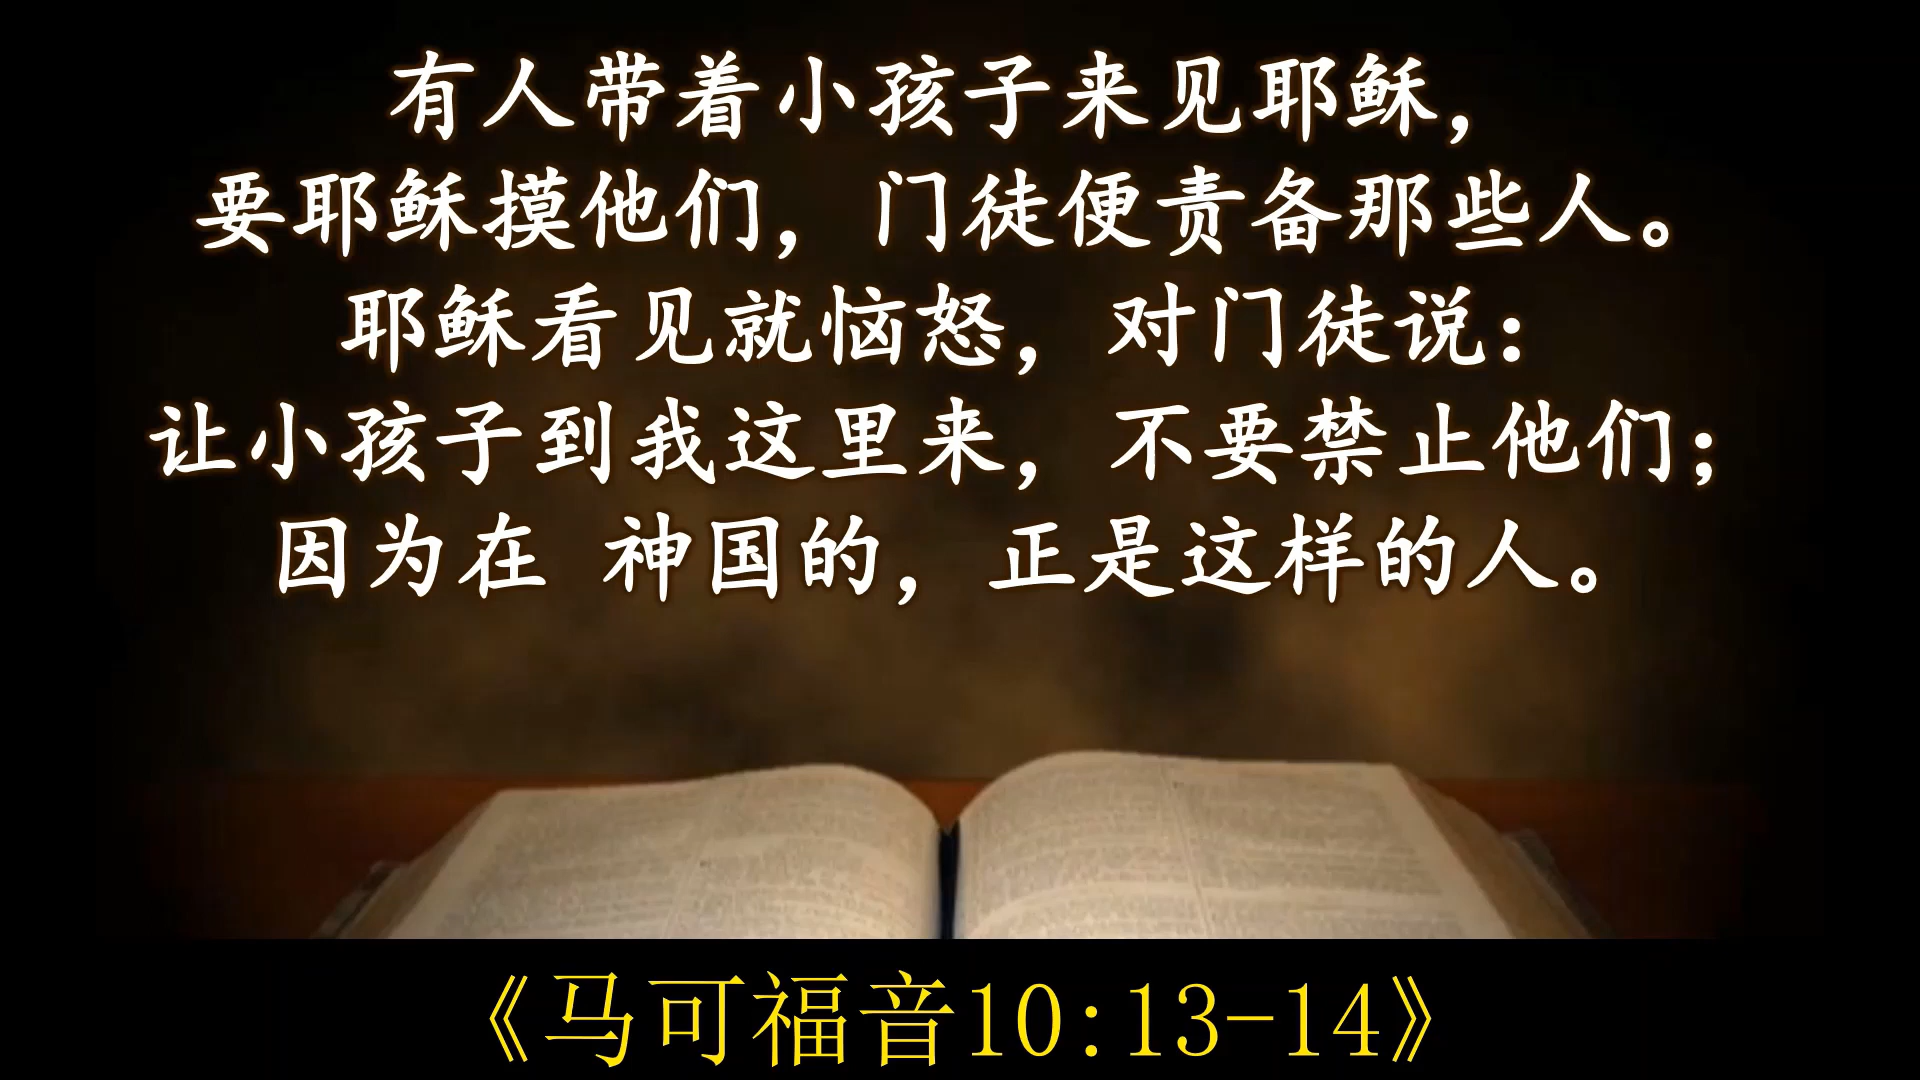 有人带着小孩子来见耶稣，
要耶稣摸他们，门徒便责备那些人。
耶稣看见就恼怒，对门徒说：
让小孩子到我这里来，不要禁止他们；
因为在 神国的，正是这样的人。
《马可福音10:13-14》